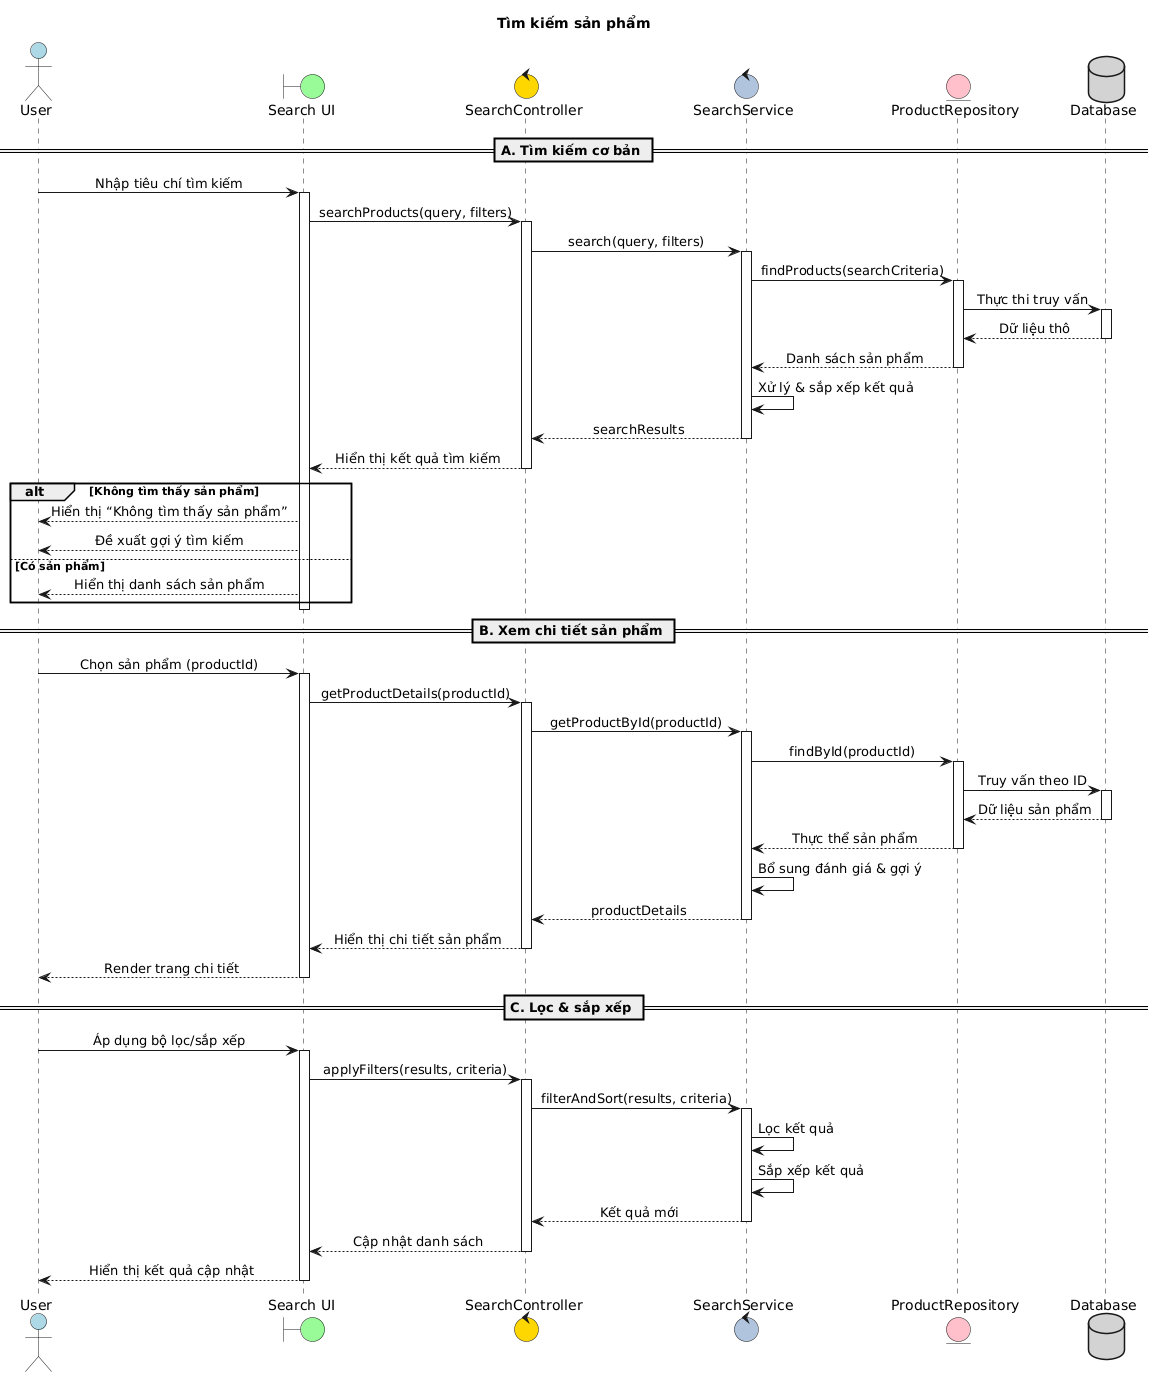 Tìm kiếm sản phẩm
User
Search UI
SearchController
SearchService
ProductRepository
Database
A. Tìm kiếm cơ bản
Nhập tiêu chí tìm kiếm
searchProducts(query, filters)
search(query, filters)
findProducts(searchCriteria)
Thực thi truy vấn
Dữ liệu thô
Danh sách sản phẩm
Xử lý & sắp xếp kết quả
searchResults
Hiển thị kết quả tìm kiếm
alt [Không tìm thấy sản phẩm]
Hiển thị “Không tìm thấy sản phẩm”
Đề xuất gợi ý tìm kiếm
[Có sản phẩm]
Hiển thị danh sách sản phẩm
B. Xem chi tiết sản phẩm
Chọn sản phẩm (productId)
getProductDetails(productId)
getProductById(productId)
findById(productId)
Truy vấn theo ID
Dữ liệu sản phẩm
Thực thể sản phẩm
Bổ sung đánh giá & gợi ý
productDetails
Hiển thị chi tiết sản phẩm
Render trang chi tiết
C. Lọc & sắp xếp
Áp dụng bộ lọc/sắp xếp
applyFilters(results, criteria)
filterAndSort(results, criteria)
Lọc kết quả
Sắp xếp kết quả
Kết quả mới
Cập nhật danh sách
Hiển thị kết quả cập nhật
User
Search UI
SearchController
SearchService
ProductRepository
Database